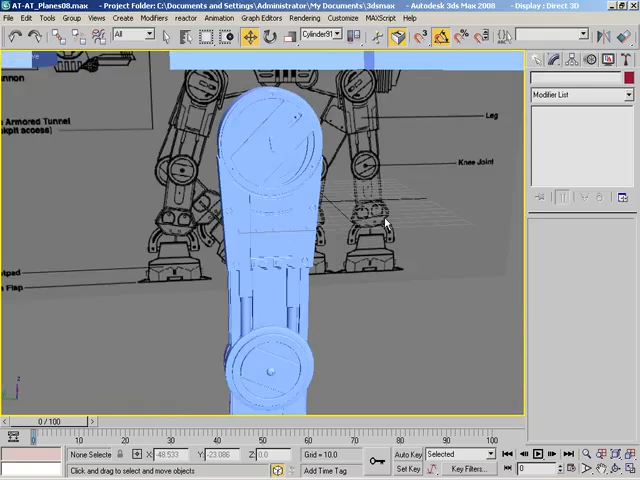 AT-AT_Planes08.max - Project Folder: C:\Documents and Settings\Administrator\My Documents\3dsmax - Autodesk 3ds Max 2008 - Display : Direct 3D
File Edit Tools Group Views Create Modifiers reactor Animation Graph Editors Rendering Customize MAXScript Help
All
Cylinder91
Modifier List
nnon
n Armored Tunnel
kpit access)
Leg
Knee Joint
otpad
n Flap
z
0 / 100
0 10 20 30 40 50 60 70 80 90 100
None Selecte X: -48.533 Y: -23.086 Z: 0.0 Grid = 10.0 Auto Key Selected
Click and drag to select and move objects Add Time Tag Set Key Key Filters... 0